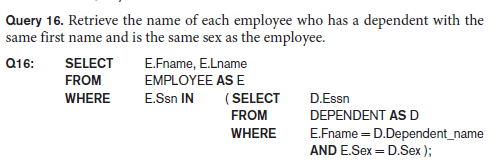 Query 16. Retrieve the name of each employee who has a dependent with the
same first name and is the same sex as the employee.
Q16: SELECT E.Fname, E.Lname
FROM EMPLOYEE AS E
WHERE E.Ssn IN ( SELECT D.Essn
FROM DEPENDENT AS D
WHERE E.Fname = D.Dependent_name
AND E.Sex = D.Sex );